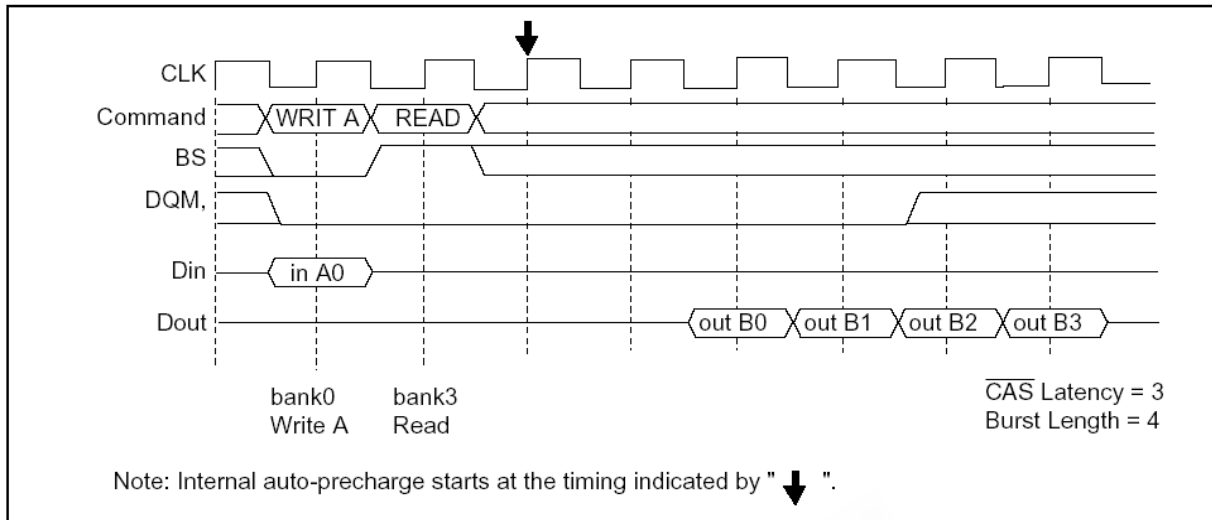 CLK
Command WRIT A READ
BS
DQM,
Din in A0
Dout out B0 out B1 out B2 out B3
bank0 bank3 CAS Latency = 3
Write A Read Burst Length = 4
Note: Internal auto-precharge starts at the timing indicated by " ".